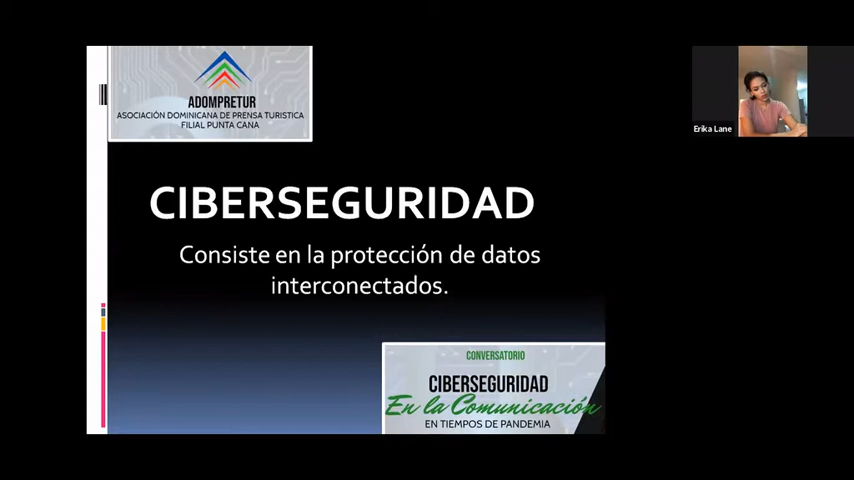 ADOMPRETUR
ASOCIACIÓN DOMINICANA DE PRENSA TURISTICA
FILIAL PUNTA CANA
CIBERSEGURIDAD
Consiste en la protección de datos
interconectados.
CONVERSATORIO
CIBERSEGURIDAD
En la Comunicación
EN TIEMPOS DE PANDEMIA
Erika Lane